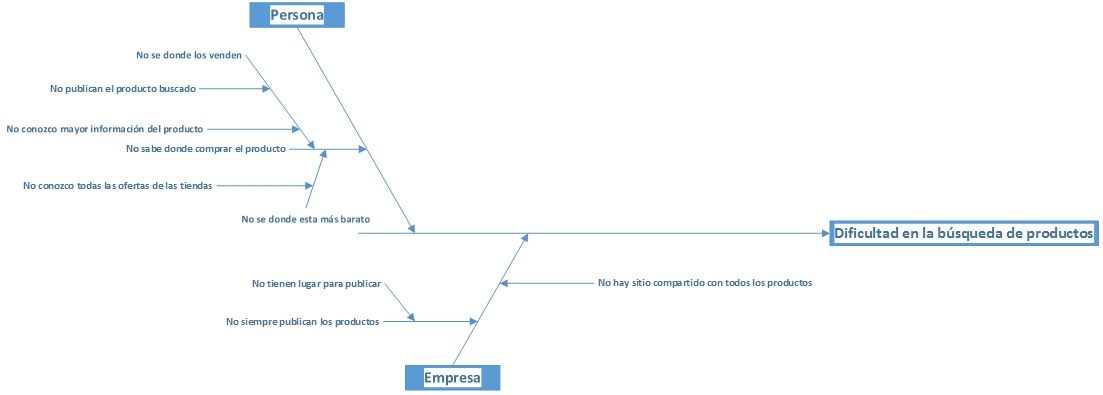 Persona
No se donde los venden
No publican el producto buscado
No conozco mayor información del producto
No sabe donde comprar el producto
No conozco todas las ofertas de las tiendas
No se donde esta más barato
Dificultad en la búsqueda de productos
No tienen lugar para publicar
No hay sitio compartido con todos los productos
No siempre publican los productos
Empresa